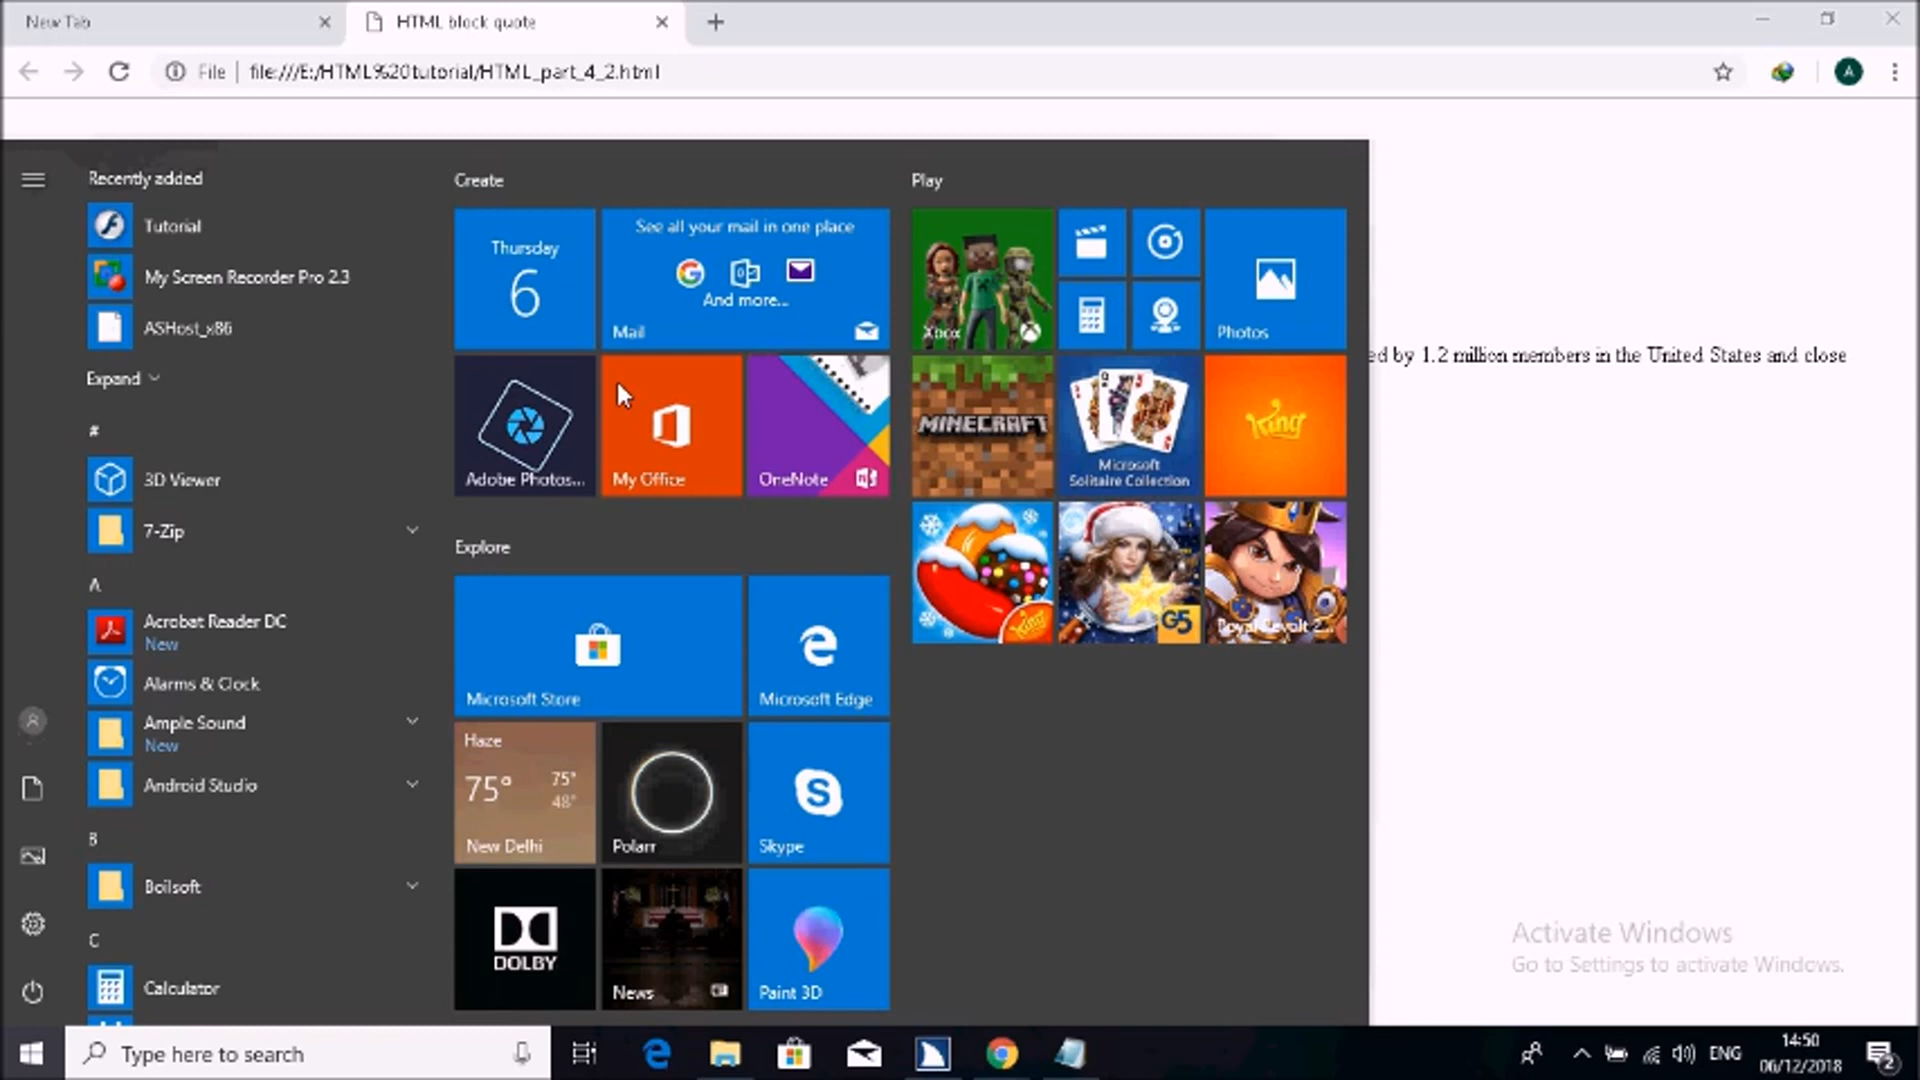 New Tab
HTML block quote
File
file:///E:/HTML%20tutorial/HTML_part_4_2.html
Recently added
Tutorial
My Screen Recorder Pro 2.3
ASHost_x86
Expand
#
3D Viewer
7-Zip
A
Acrobat Reader DC
New
Alarms & Clock
Ample Sound
New
Android Studio
B
Boilsoft
C
Calculator
Create
Thursday
6
See all your mail in one place
And more...
Mail
Adobe Photos...
My Office
OneNote
Explore
Microsoft Store
Microsoft Edge
Haze
75°
75°
48°
New Delhi
Polarr
Skype
DOLBY
News
Paint 3D
Play
Xbox
Photos
MINECRAFT
Microsoft
Solitaire Collection
King
King
G5
Royal Revolt 2...
ed by 1.2 million members in the United States and close
Activate Windows
Go to Settings to activate Windows.
Type here to search
ENG
14:50
06/12/2018
2
A